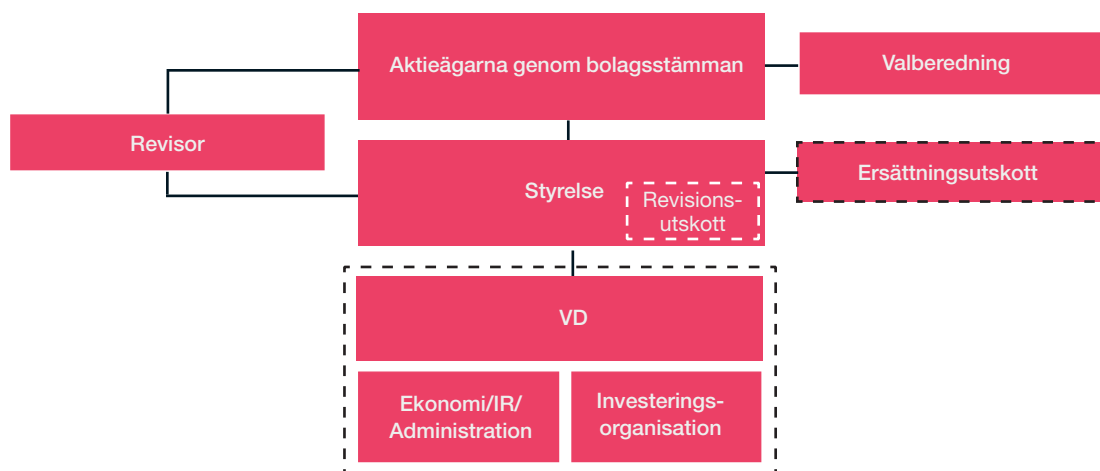 Aktieägarna genom bolagsstämman
Valberedning
Revisor
Styrelse
Revisions-
utskott
Ersättningsutskott
VD
Ekonomi/IR/
Administration
Investerings-
organisation